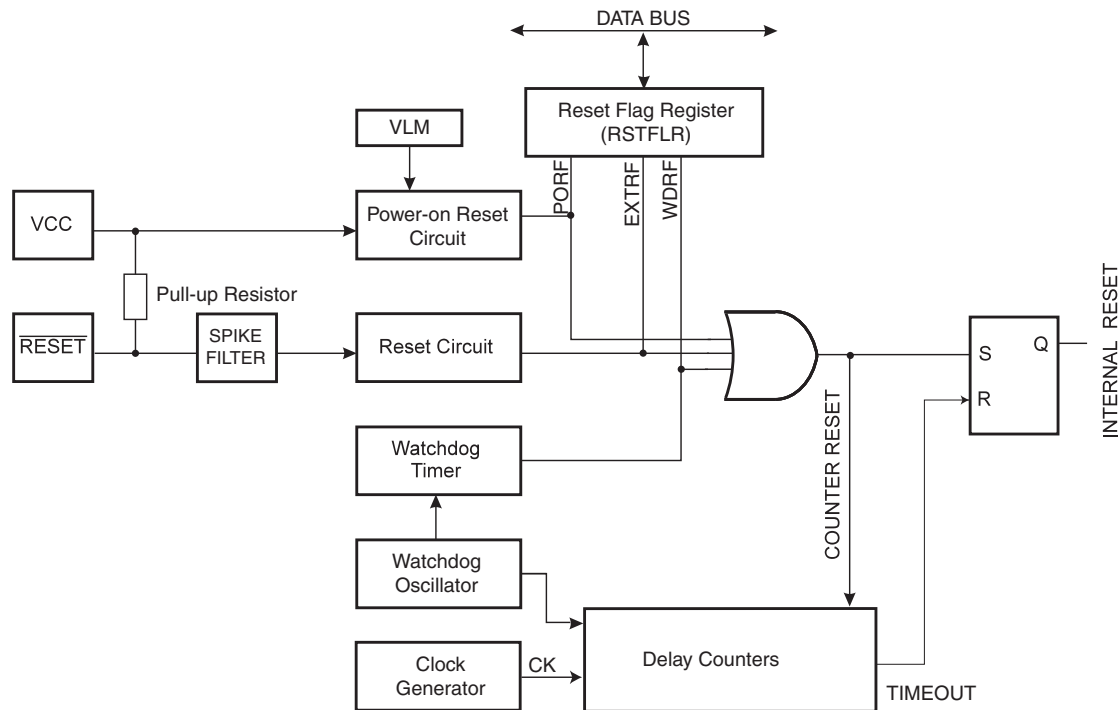 DATA BUS
Reset Flag Register
(RSTFLR)
VLM
PORF
EXTRF
WDRF
VCC
Power-on Reset
Circuit
Pull-up Resistor
RESET
SPIKE
FILTER
Reset Circuit
S
Q
R
INTERNAL RESET
Watchdog
Timer
COUNTER RESET
Watchdog
Oscillator
Clock
Generator
CK
Delay Counters
TIMEOUT